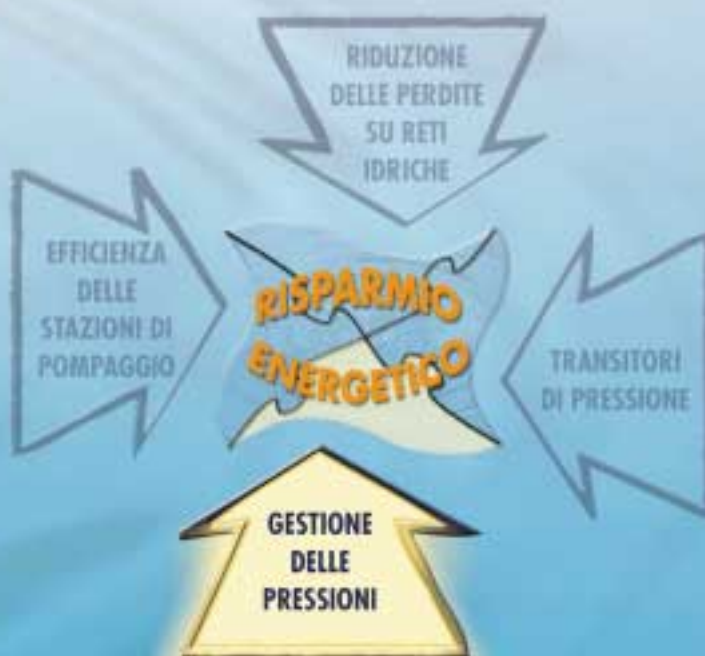 RIDUZIONE
DELLE PERDITE
SU RETI
IDRICHE
EFFICIENZA
DELLE
STAZIONI DI
POMPAGGIO
RISPARMIO
ENERGETICO
TRANSITORI
DI PRESSIONE
GESTIONE
DELLE
PRESSIONI